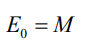 E₀ = M